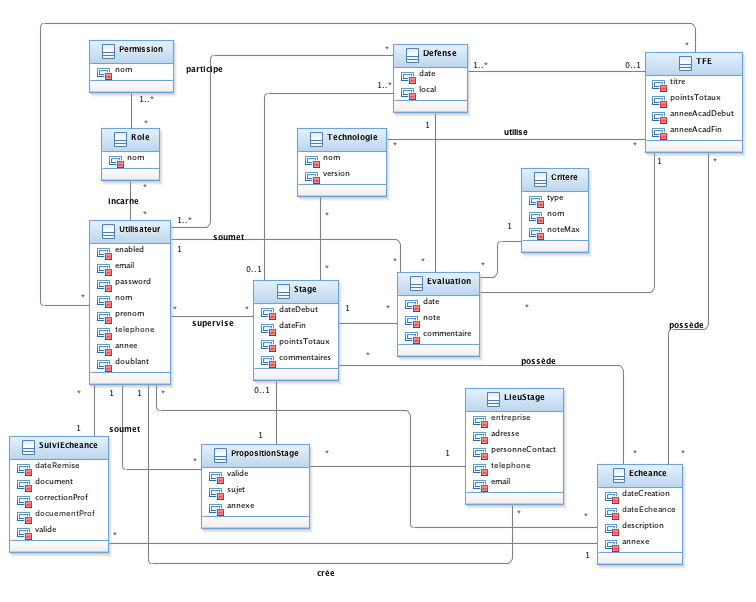 Permission
nom
participe
*
Defense
date
local
1..*
1..*
0..1
*
TFE
titre
pointsTotaux
anneeAcadDebut
anneeAcadFin
1..*
*
Role
nom
*
incarne
*
Technologie
nom
version
*
utilise
*
*
1
1
*
Critere
type
nom
noteMax
1
*
Utilisateur
enabled
email
password
nom
prenom
telephone
annee
doublant
*
1..*
1
soumet
*
*
0..1
*
Stage
dateDebut
dateFin
pointsTotaux
commentaires
*
supervise
*
1
*
Evaluation
date
note
commentaire
*
possède
*
possède
*
1
1
1
*
0..1
1
*
*
LieuStage
entreprise
adresse
personneContact
telephone
email
*
1
soumet
SuiviEcheance
dateRemise
document
correctionProf
docuementProf
valide
*
*
PropositionStage
valide
sujet
annexe
*
1
Echeance
dateCreation
dateEcheance
description
annexe
*
1
crée